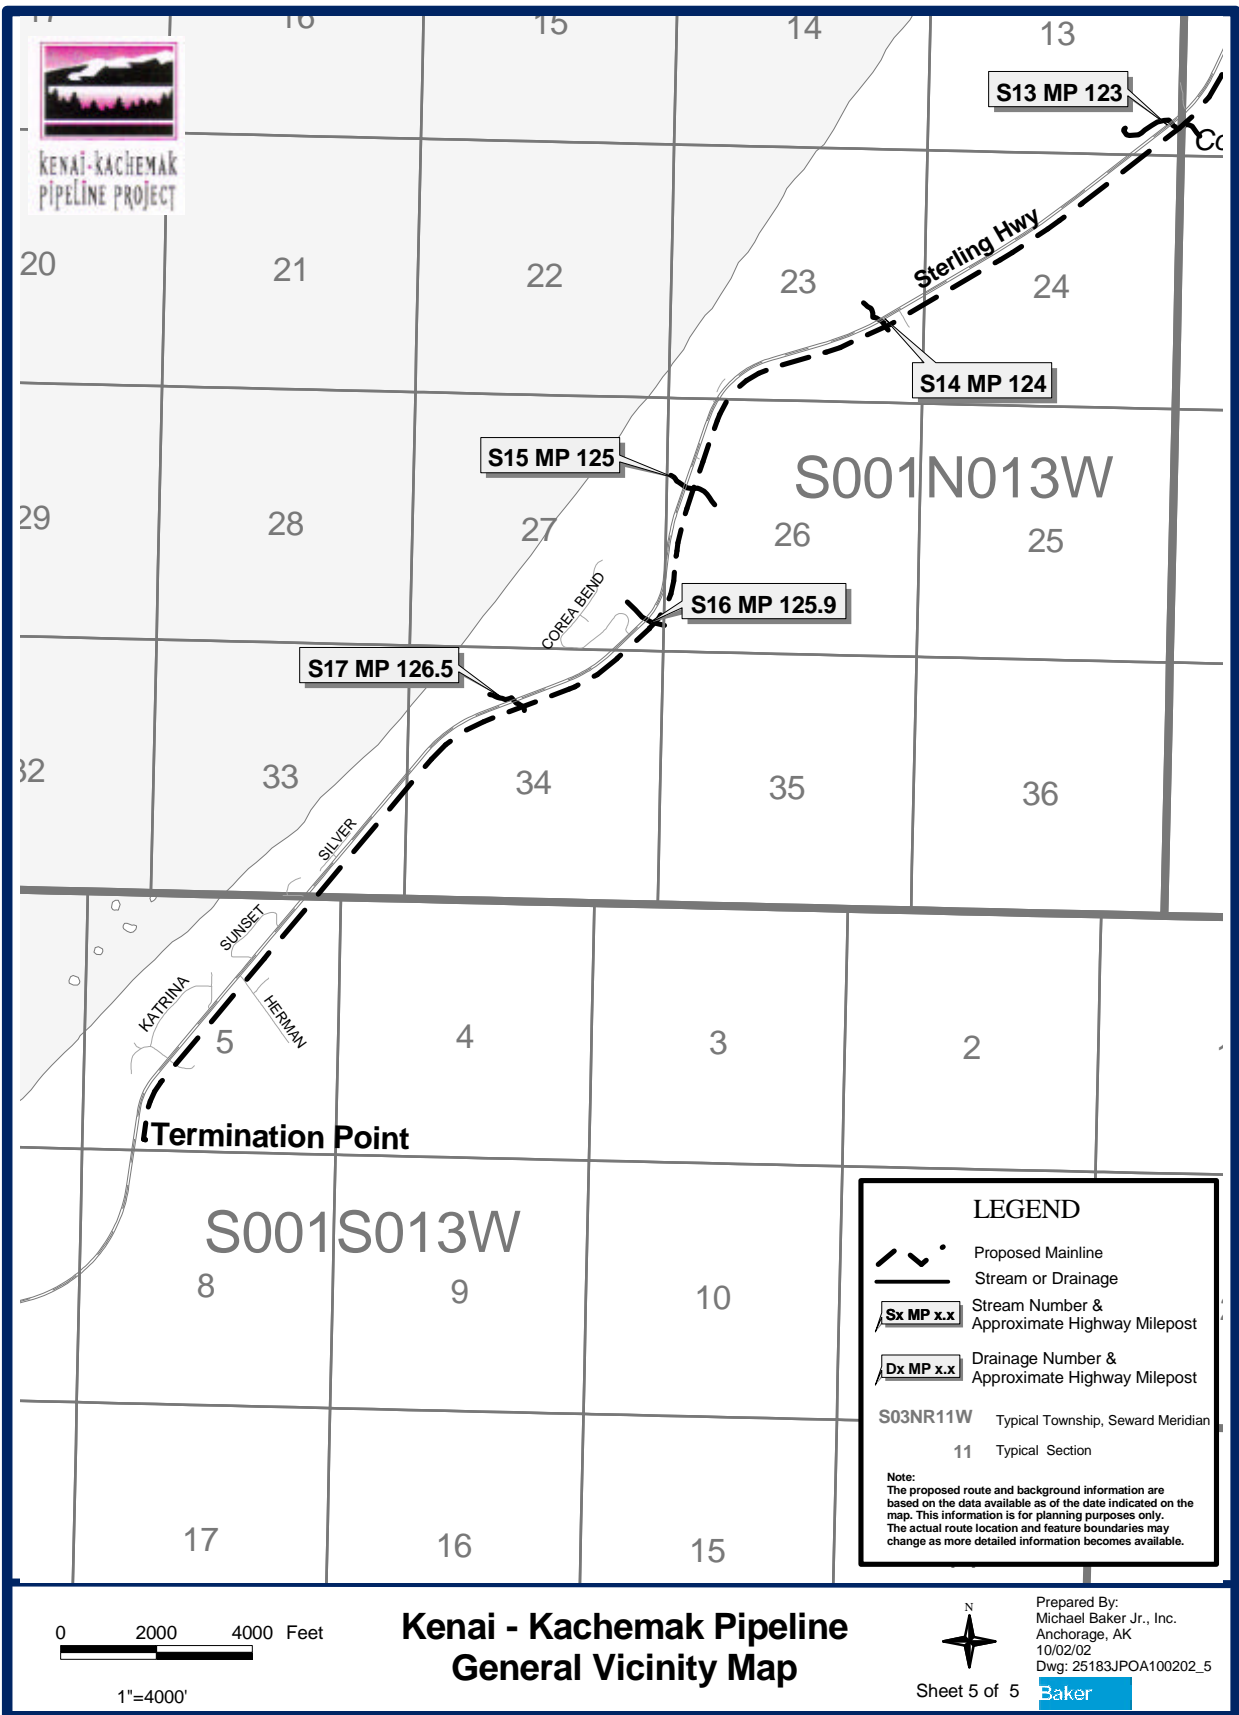 17
16
15
14
13
KENAI-KACHEMAK
PIPELINE PROJECT
S13 MP 123
Sterling Hwy
20
21
22
23
24
S14 MP 124
S15 MP 125
S001N013W
29
28
27
26
25
COREA BEND
S16 MP 125.9
S17 MP 126.5
33
34
35
36
SILVER
SUNSET
KATRINA
HERMAN
5
4
3
2
Termination Point
S001S013W
8
9
10
17
16
15
LEGEND
Proposed Mainline
Stream or Drainage
Sx MP x.x
Stream Number &
Approximate Highway Milepost
Dx MP x.x
Drainage Number &
Approximate Highway Milepost
S03NR11W Typical Township, Seward Meridian
11 Typical Section
Note:
The proposed route and background information are
based on the data available as of the date indicated on the
map. This information is for planning purposes only.
The actual route location and feature boundaries may
change as more detailed information becomes available.
0 2000 4000 Feet
1"=4000'
Kenai - Kachemak Pipeline
General Vicinity Map
N
Sheet 5 of 5
Prepared By:
Michael Baker Jr., Inc.
Anchorage, AK
10/02/02
Dwg: 25183JPOA100202_5
Baker